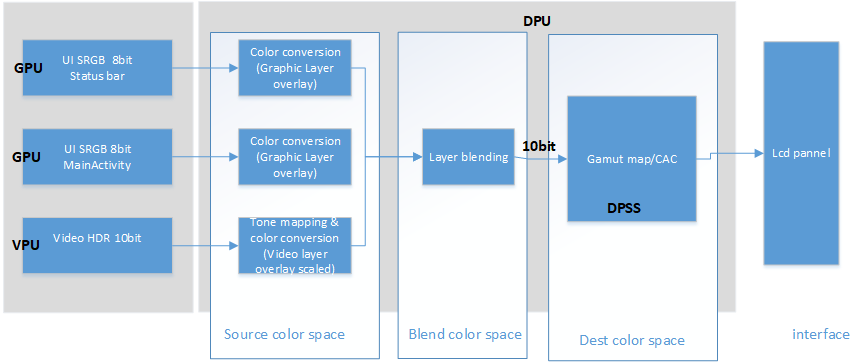 DPU
GPU
UI SRGB 8bit
Status bar
Color conversion
(Graphic Layer
overlay)
GPU
UI SRGB 8bit
MainActivity
Color conversion
(Graphic Layer
overlay)
VPU
Video HDR 10bit
Tone mapping &
color conversion
(Video layer
overlay scaled)
Layer blending
10bit
Gamut map/CAC
DPSS
Lcd pannel
Source color space
Blend color space
Dest color space
interface